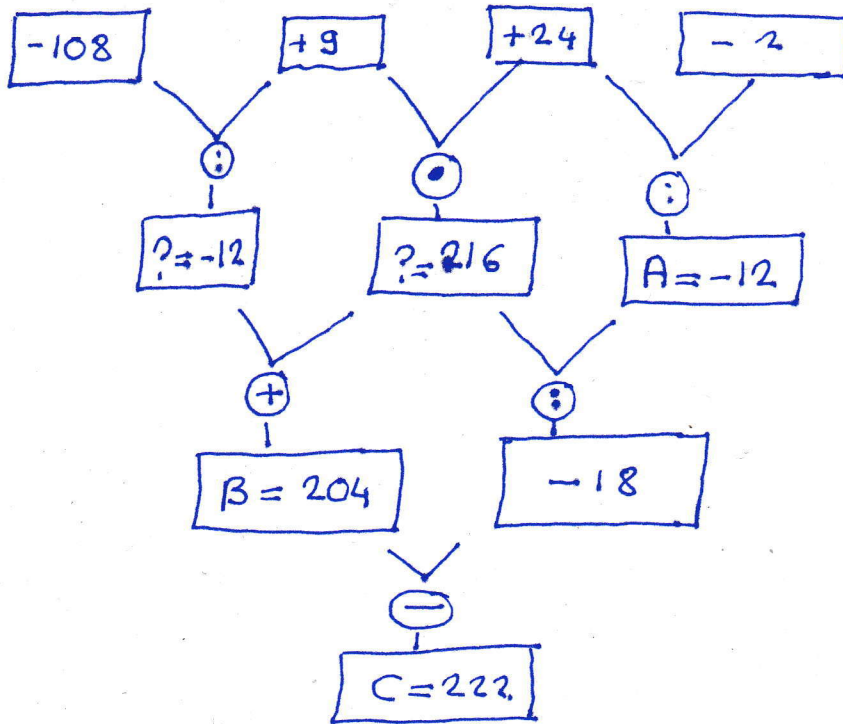 -108 +9 +24 - 2
: • :
?=-12 ?=216 A=-12
+ :
B=204 -18
-
C=222